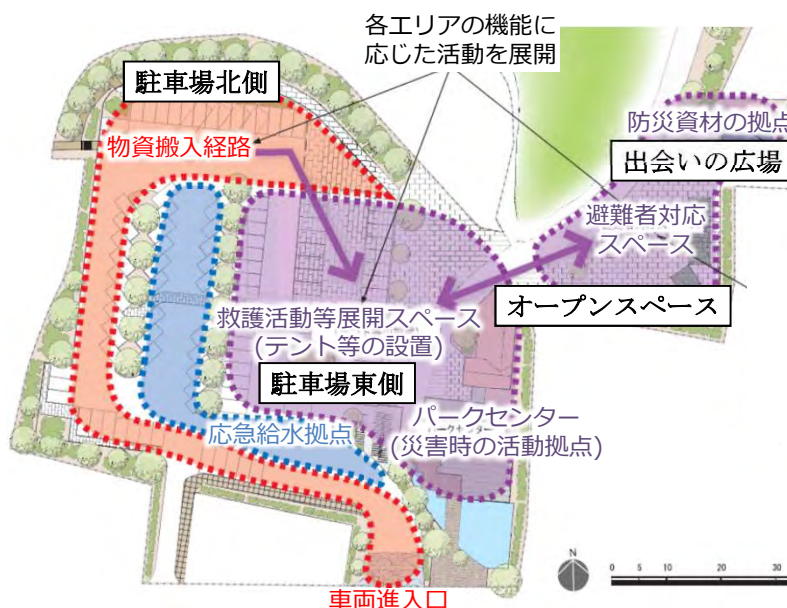 各エリアの機能に
応じた活動を展開
駐車場北側
物資搬入経路
防災資材の拠点
出会いの広場
避難者対応
スペース
オープンスペース
救護活動等展開スペース
(テント等の設置)
駐車場東側
応急給水拠点
パークセンター
(災害時の活動拠点)
車両進入口
N
0
10
20
30